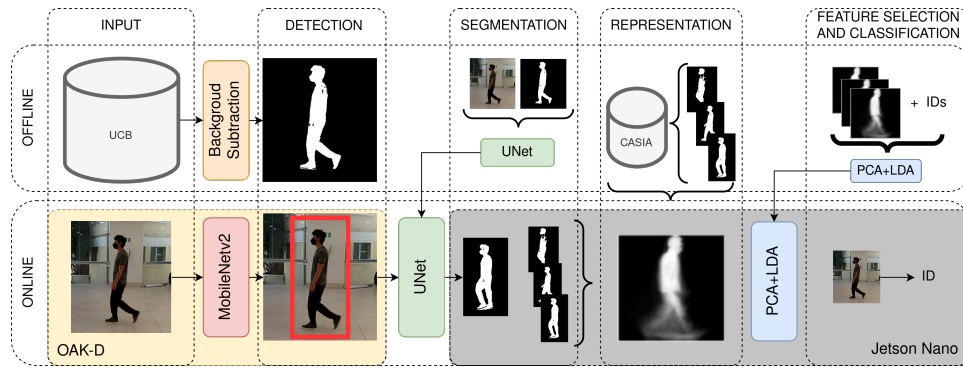 INPUT
DETECTION
SEGMENTATION
REPRESENTATION
FEATURE SELECTION
AND CLASSIFICATION
OFFLINE
UCB
Backgroud
Subtraction
UNet
CASIA
+ IDs
PCA+LDA
ONLINE
MobileNetv2
UNet
PCA+LDA
ID
OAK-D
Jetson Nano